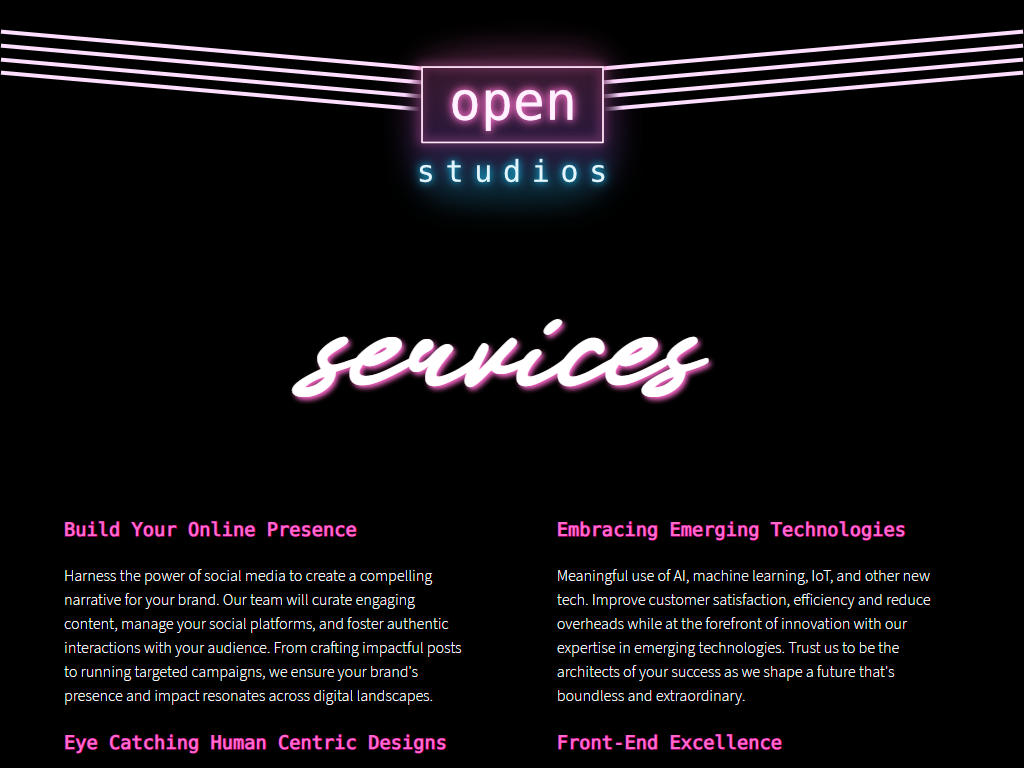 open
studios
services
Build Your Online Presence
Harness the power of social media to create a compelling
narrative for your brand. Our team will curate engaging
content, manage your social platforms, and foster authentic
interactions with your audience. From crafting impactful posts
to running targeted campaigns, we ensure your brand's
presence and impact resonates across digital landscapes.
Embracing Emerging Technologies
Meaningful use of AI, machine learning, IoT, and other new
tech. Improve customer satisfaction, efficiency and reduce
overheads while at the forefront of innovation with our
expertise in emerging technologies. Trust us to be the
architects of your success as we shape a future that's
boundless and extraordinary.
Eye Catching Human Centric Designs
Front-End Excellence